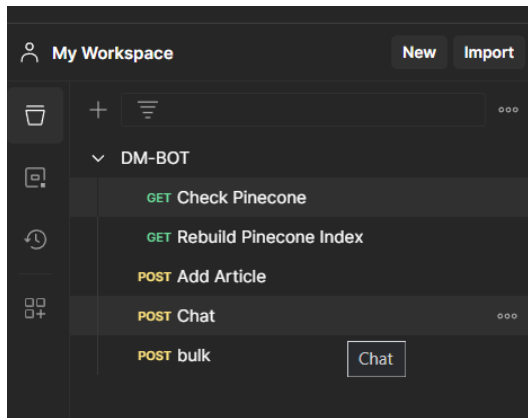 My Workspace New Import
DM-BOT
GET Check Pinecone
GET Rebuild Pinecone Index
POST Add Article
POST Chat
POST bulk
Chat